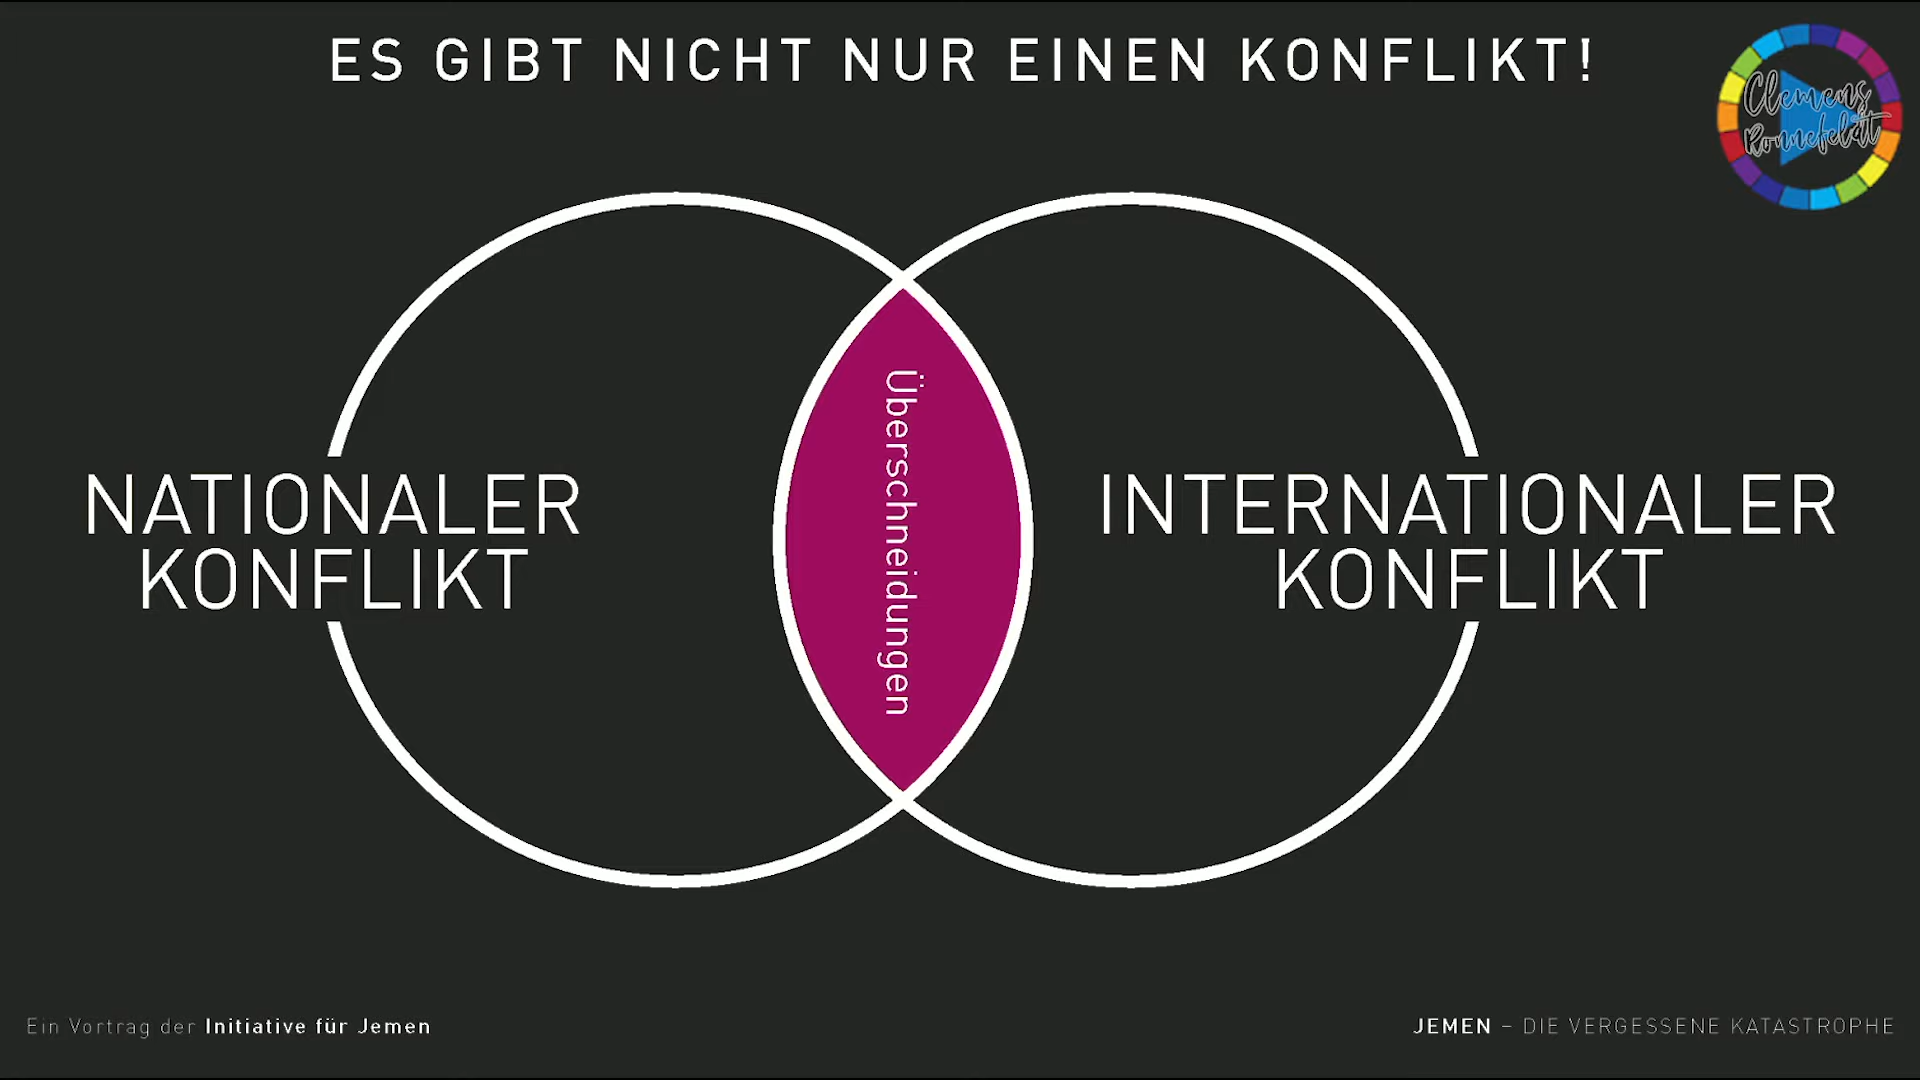 ES GIBT NICHT NUR EINEN KONFLIKT!
Clemens
Ronnefeldt
NATIONALER
KONFLIKT
Überschneidungen
INTERNATIONALER
KONFLIKT
Ein Vortrag der Initiative für Jemen
JEMEN – DIE VERGESSENE KATASTROPHE